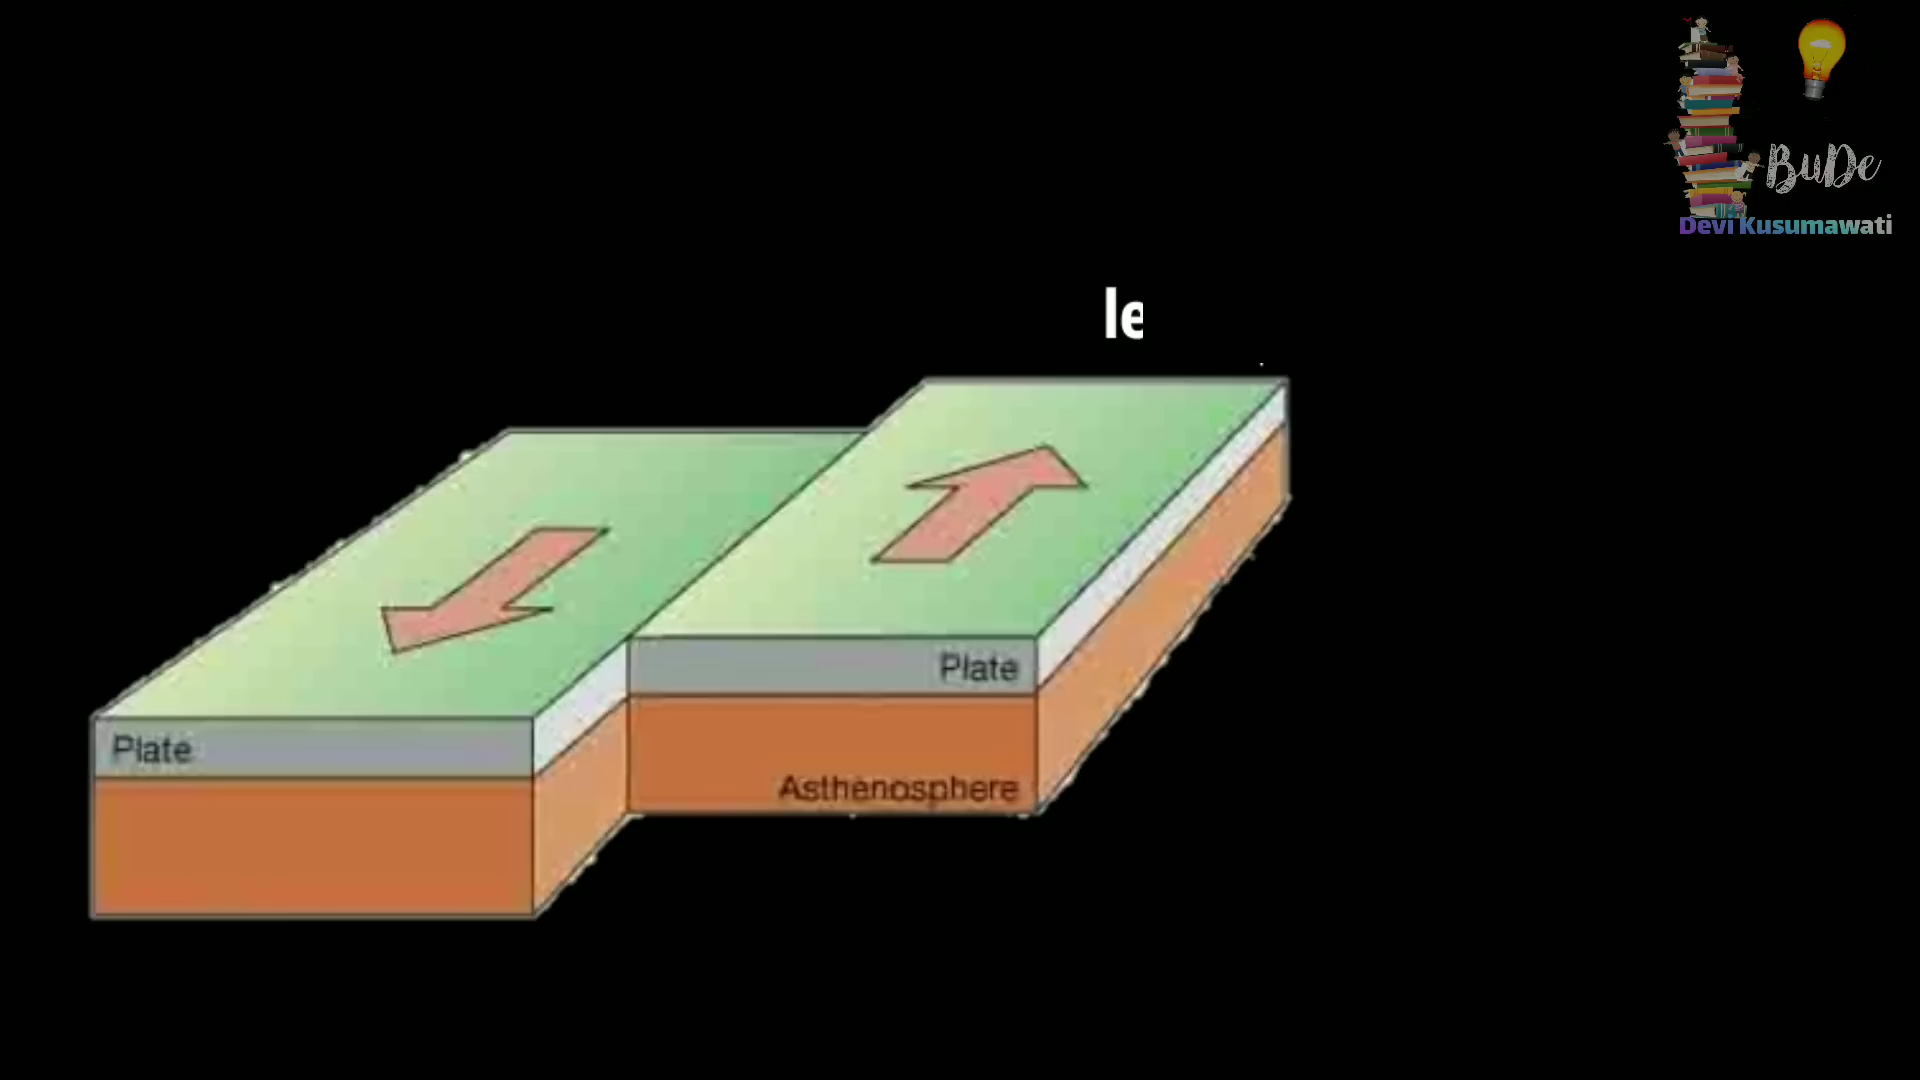 BuDe
Devi Kusumawati
le
Plate
Plate
Asthenosphere